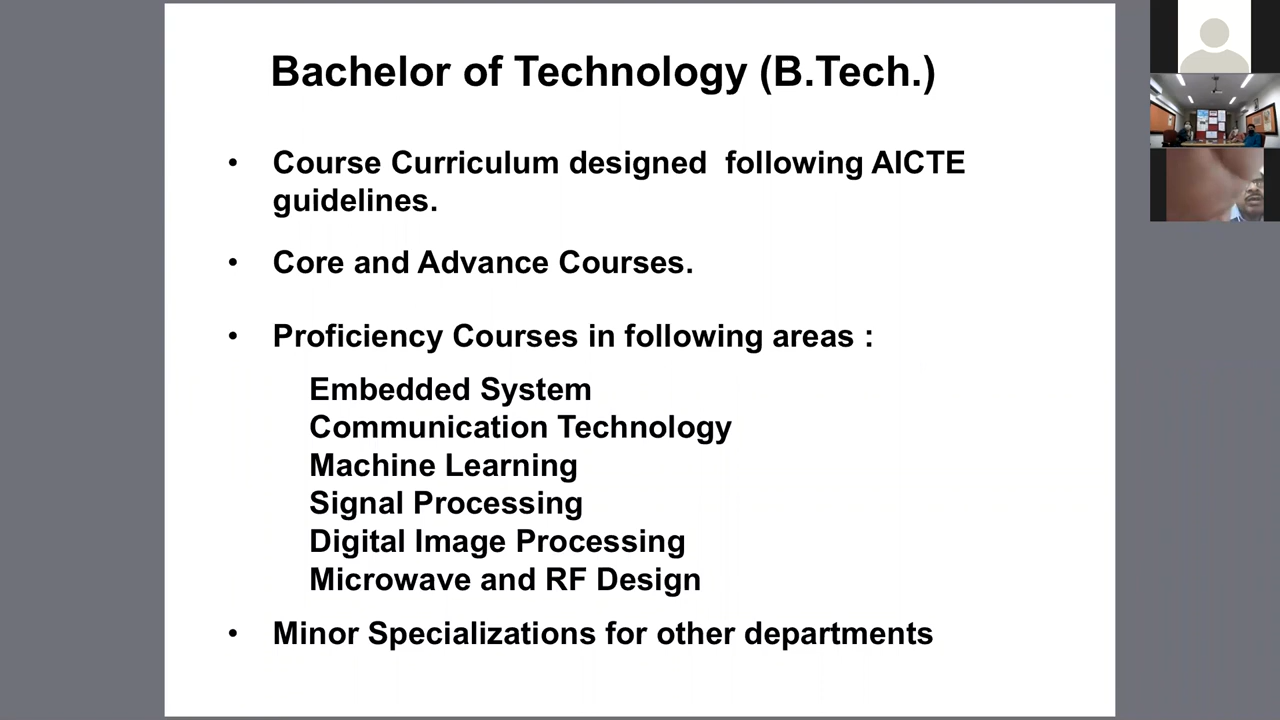 Bachelor of Technology (B.Tech.)
• Course Curriculum designed following AICTE
guidelines.
• Core and Advance Courses.
• Proficiency Courses in following areas :
Embedded System
Communication Technology
Machine Learning
Signal Processing
Digital Image Processing
Microwave and RF Design
• Minor Specializations for other departments